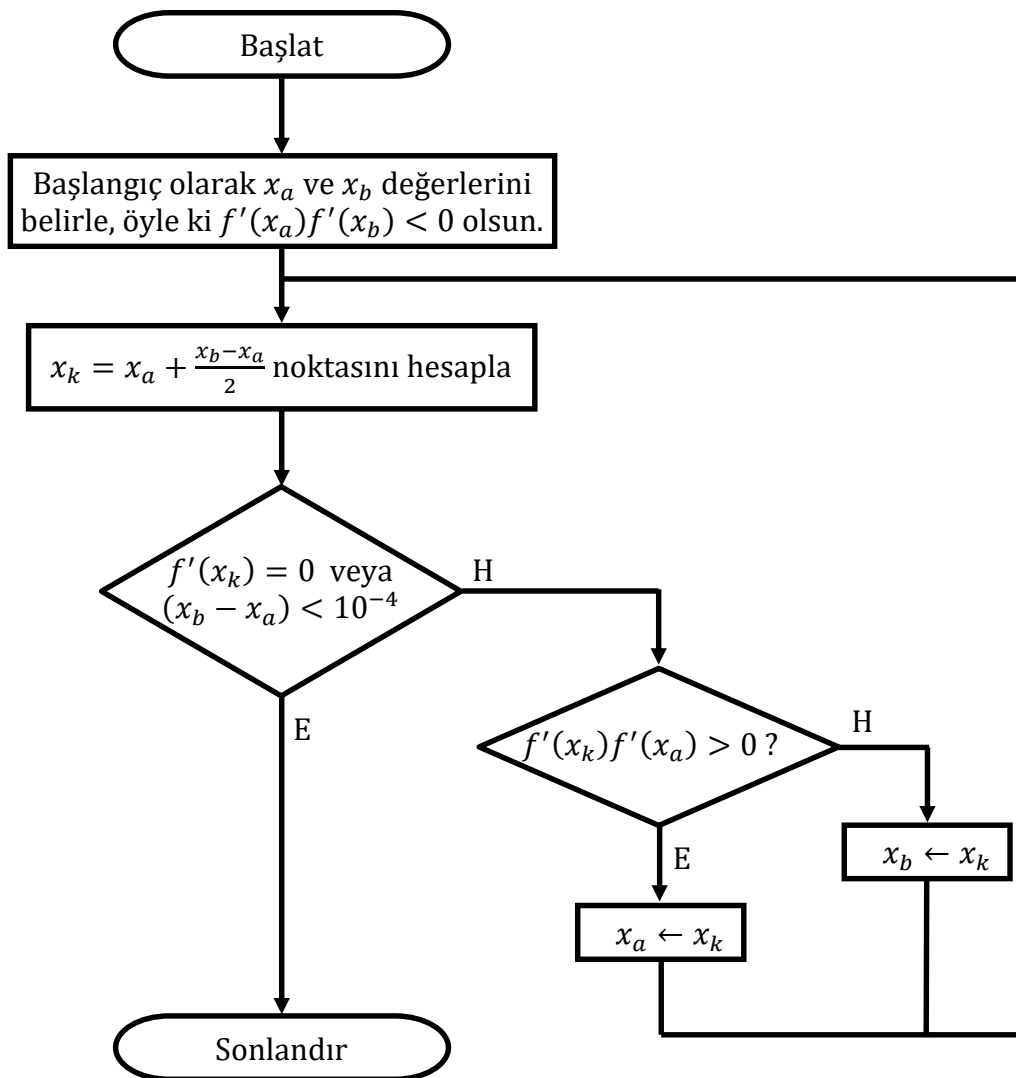 Başlat
Başlangıç olarak x_a ve x_b değerlerini
belirle, öyle ki f′(x_a)f′(x_b) < 0 olsun.
x_k = x_a + (x_b−x_a)/2 noktasını hesapla
f′(x_k) = 0 veya
(x_b − x_a) < 10⁻⁴
H
E
f′(x_k)f′(x_a) > 0 ?
H
E
x_b ← x_k
x_a ← x_k
Sonlandır